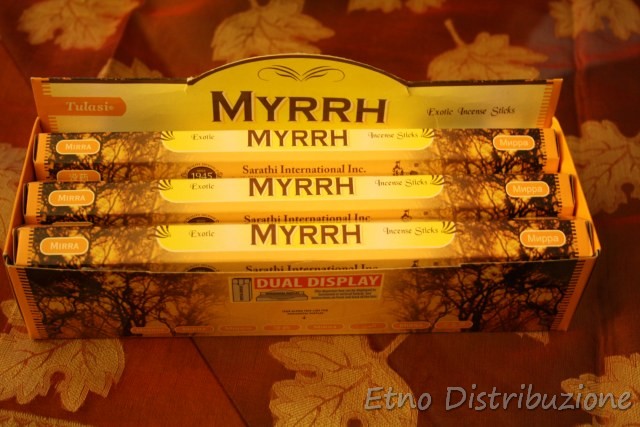 Tulasi®
MYRRH
Exotic Incense Sticks
Exotic
MYRRH
Incense Sticks
MIRRA
Мирра
1945
Sarathi International Inc.
MYRRH
Incense Sticks
MIRRA
Мирра
Sarathi International Inc
Exotic
MYRRH
Incense Sticks
MIRRA
Мирра
Sarathi International Inc.
DUAL DISPLAY
Etno Distribuzione